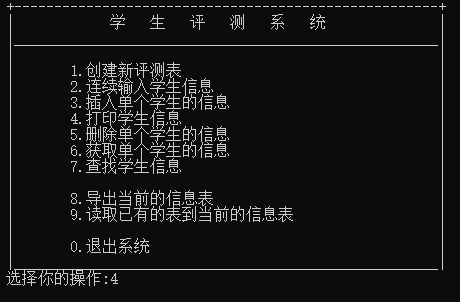 学 生 评 测 系 统
1.创建新评测表
2.连续输入学生信息
3.插入单个学生的信息
4.打印学生信息
5.删除单个学生的信息
6.获取单个学生的信息
7.查找学生信息
8.导出当前的信息表
9.读取已有的表到当前的信息表
0.退出系统
选择你的操作:4